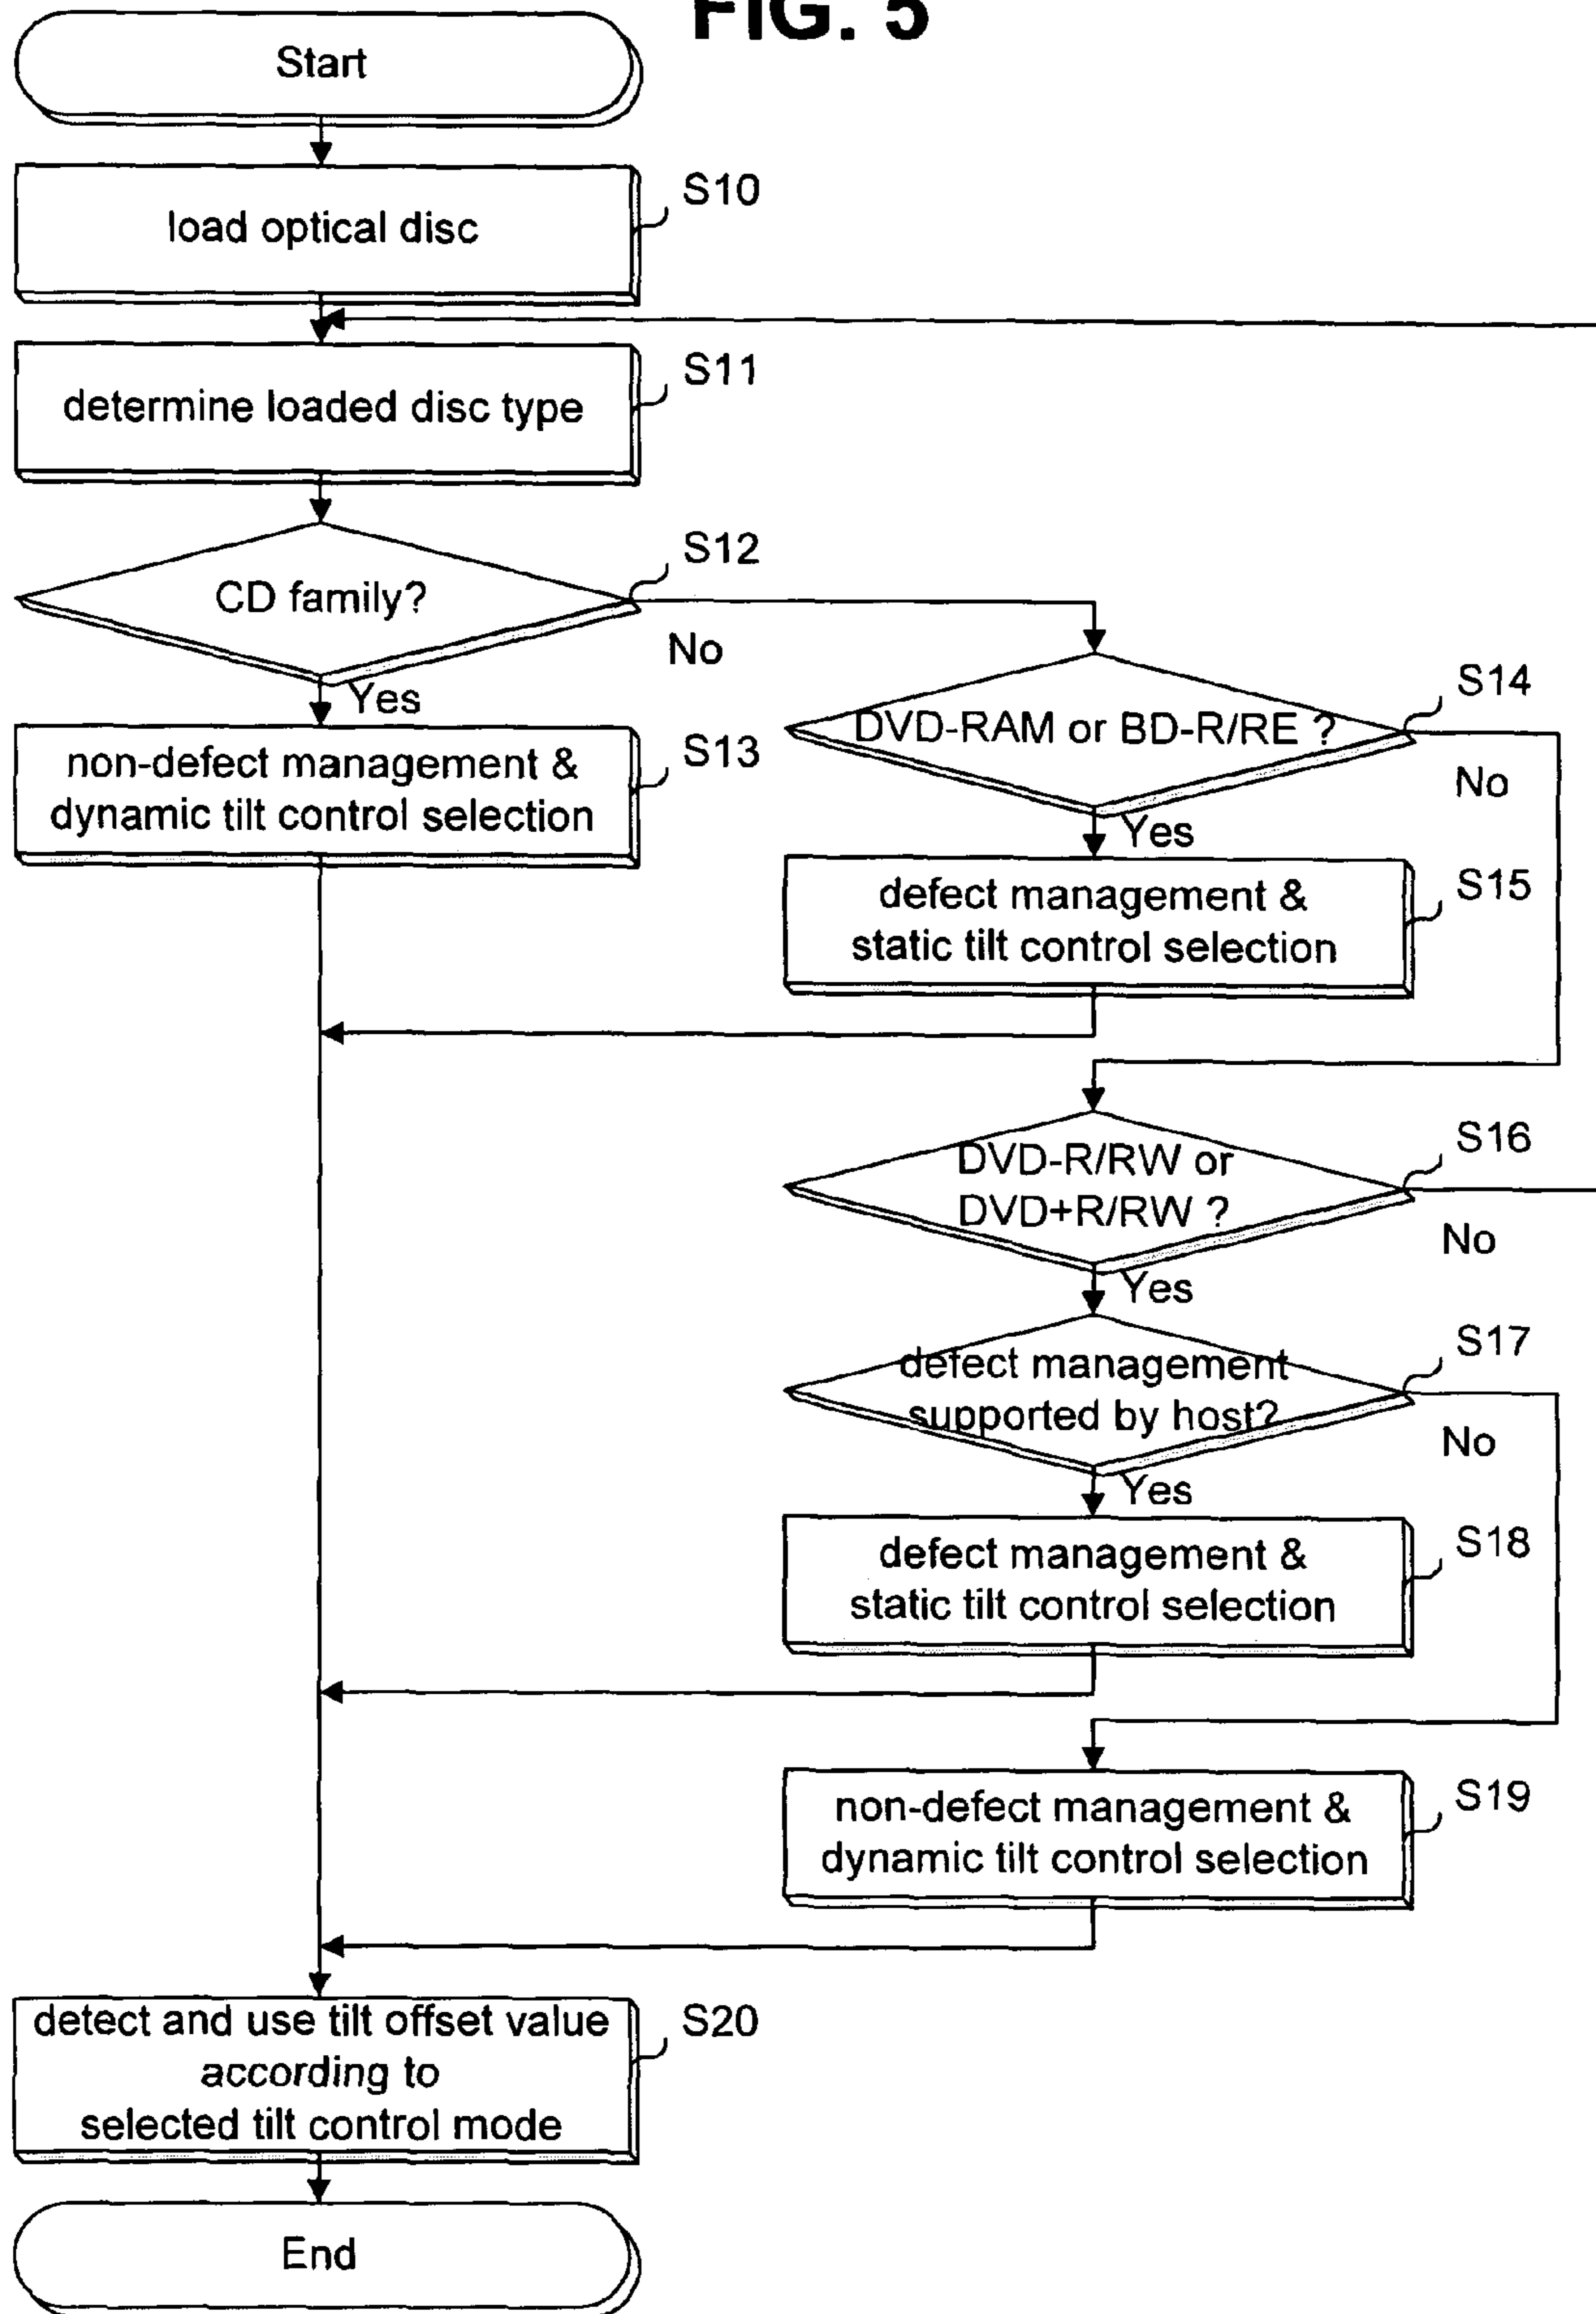 FIG. 5
Start
load optical disc
S10
determine loaded disc type
S11
CD family?
S12
No
Yes
non-defect management &
dynamic tilt control selection
S13
DVD-RAM or BD-R/RE ?
S14
No
Yes
defect management &
static tilt control selection
S15
DVD-R/RW or
DVD+R/RW ?
S16
No
Yes
defect management
supported by host?
S17
No
Yes
defect management &
static tilt control selection
S18
non-defect management &
dynamic tilt control selection
S19
detect and use tilt offset value
according to
selected tilt control mode
S20
End